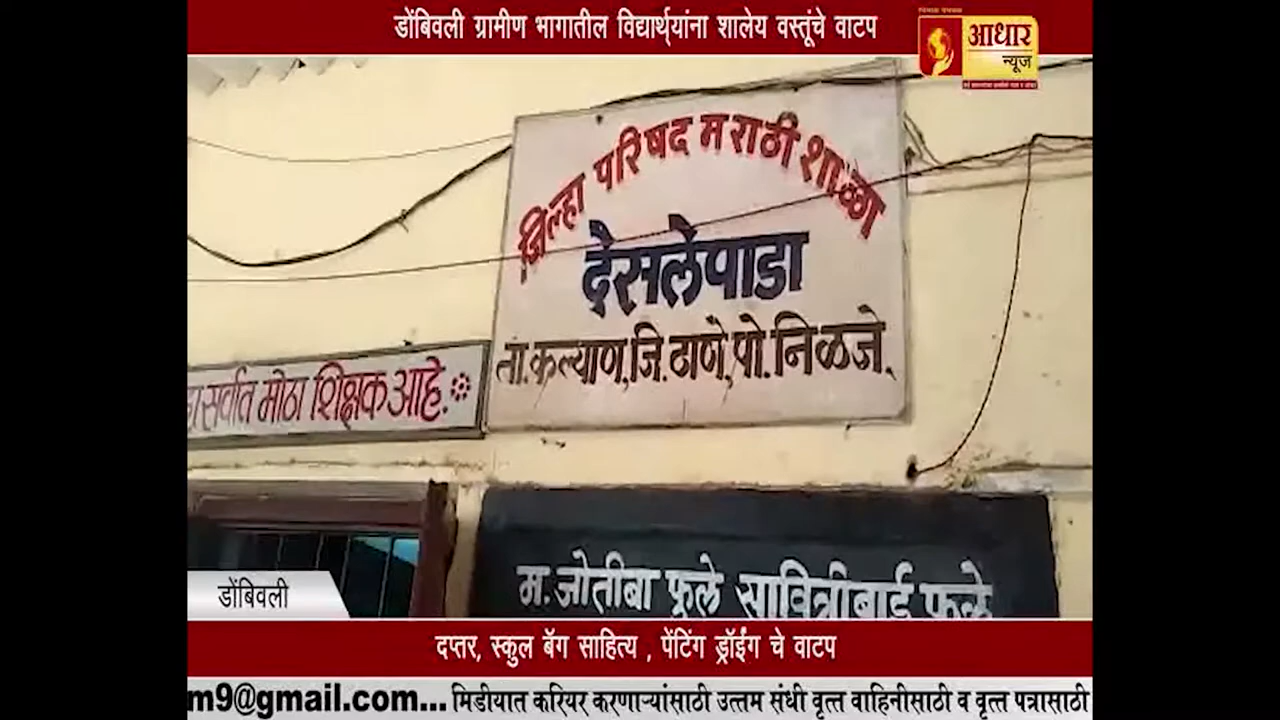 डोंबिवली ग्रामीण भागातील विद्यार्थ्यांना शालेय वस्तूंचे वाटप
आधार
न्यूज
जिल्हा परिषद मराठी शाळा
देसलेपाडा
ता.कल्याण,जि.ठाणे,पो.निळजे.
सर्वात मोठा शिक्षक आहे.
म.जोतीबा फुले सावित्रीबाई फुले
डोंबिवली
दप्तर, स्कुल बॅग साहित्य , पेंटिंग ड्रॉईंग चे वाटप
m9@gmail.com... मिडीयात करियर करणाऱ्यांसाठी उत्तम संधी वृत्त वाहिनीसाठी व वृत्त पत्रासाठी